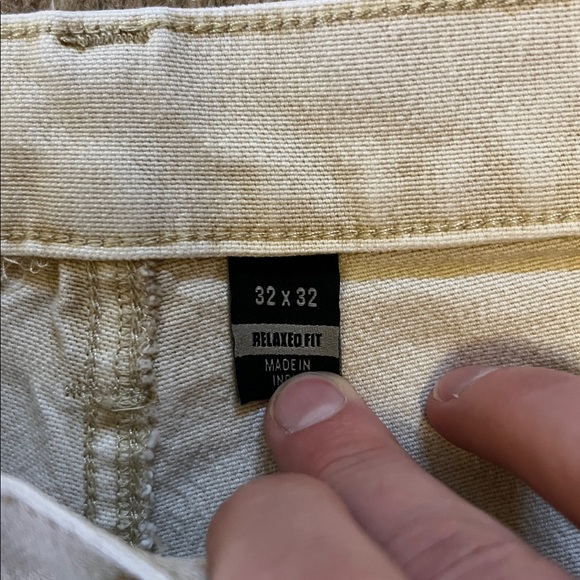 32 x 32
RELAXED FIT
MADE IN